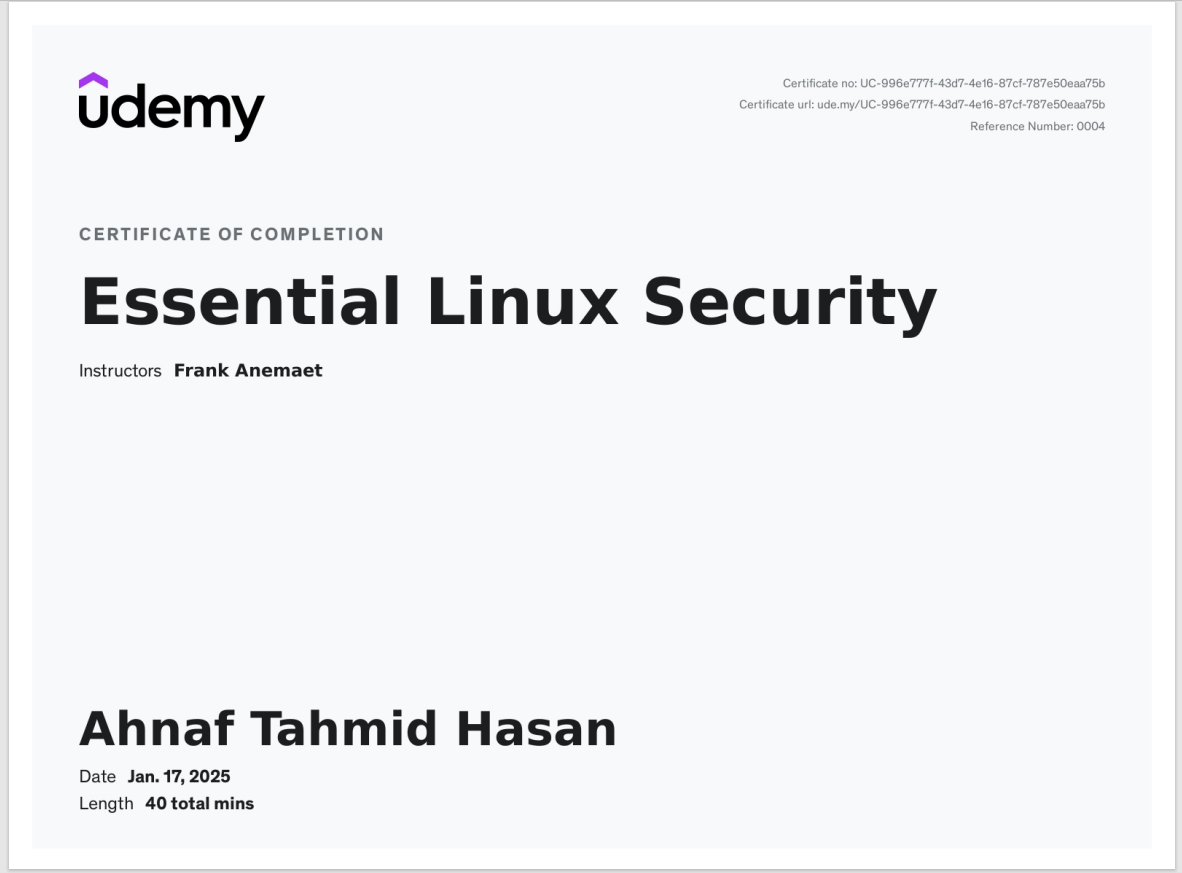 udemy
Certificate no: UC-996e777f-43d7-4e16-87cf-787e50eaa75b
Certificate url: ude.my/UC-996e777f-43d7-4e16-87cf-787e50eaa75b
Reference Number: 0004
CERTIFICATE OF COMPLETION
Essential Linux Security
Instructors Frank Anemaet
Ahnaf Tahmid Hasan
Date Jan. 17, 2025
Length 40 total mins